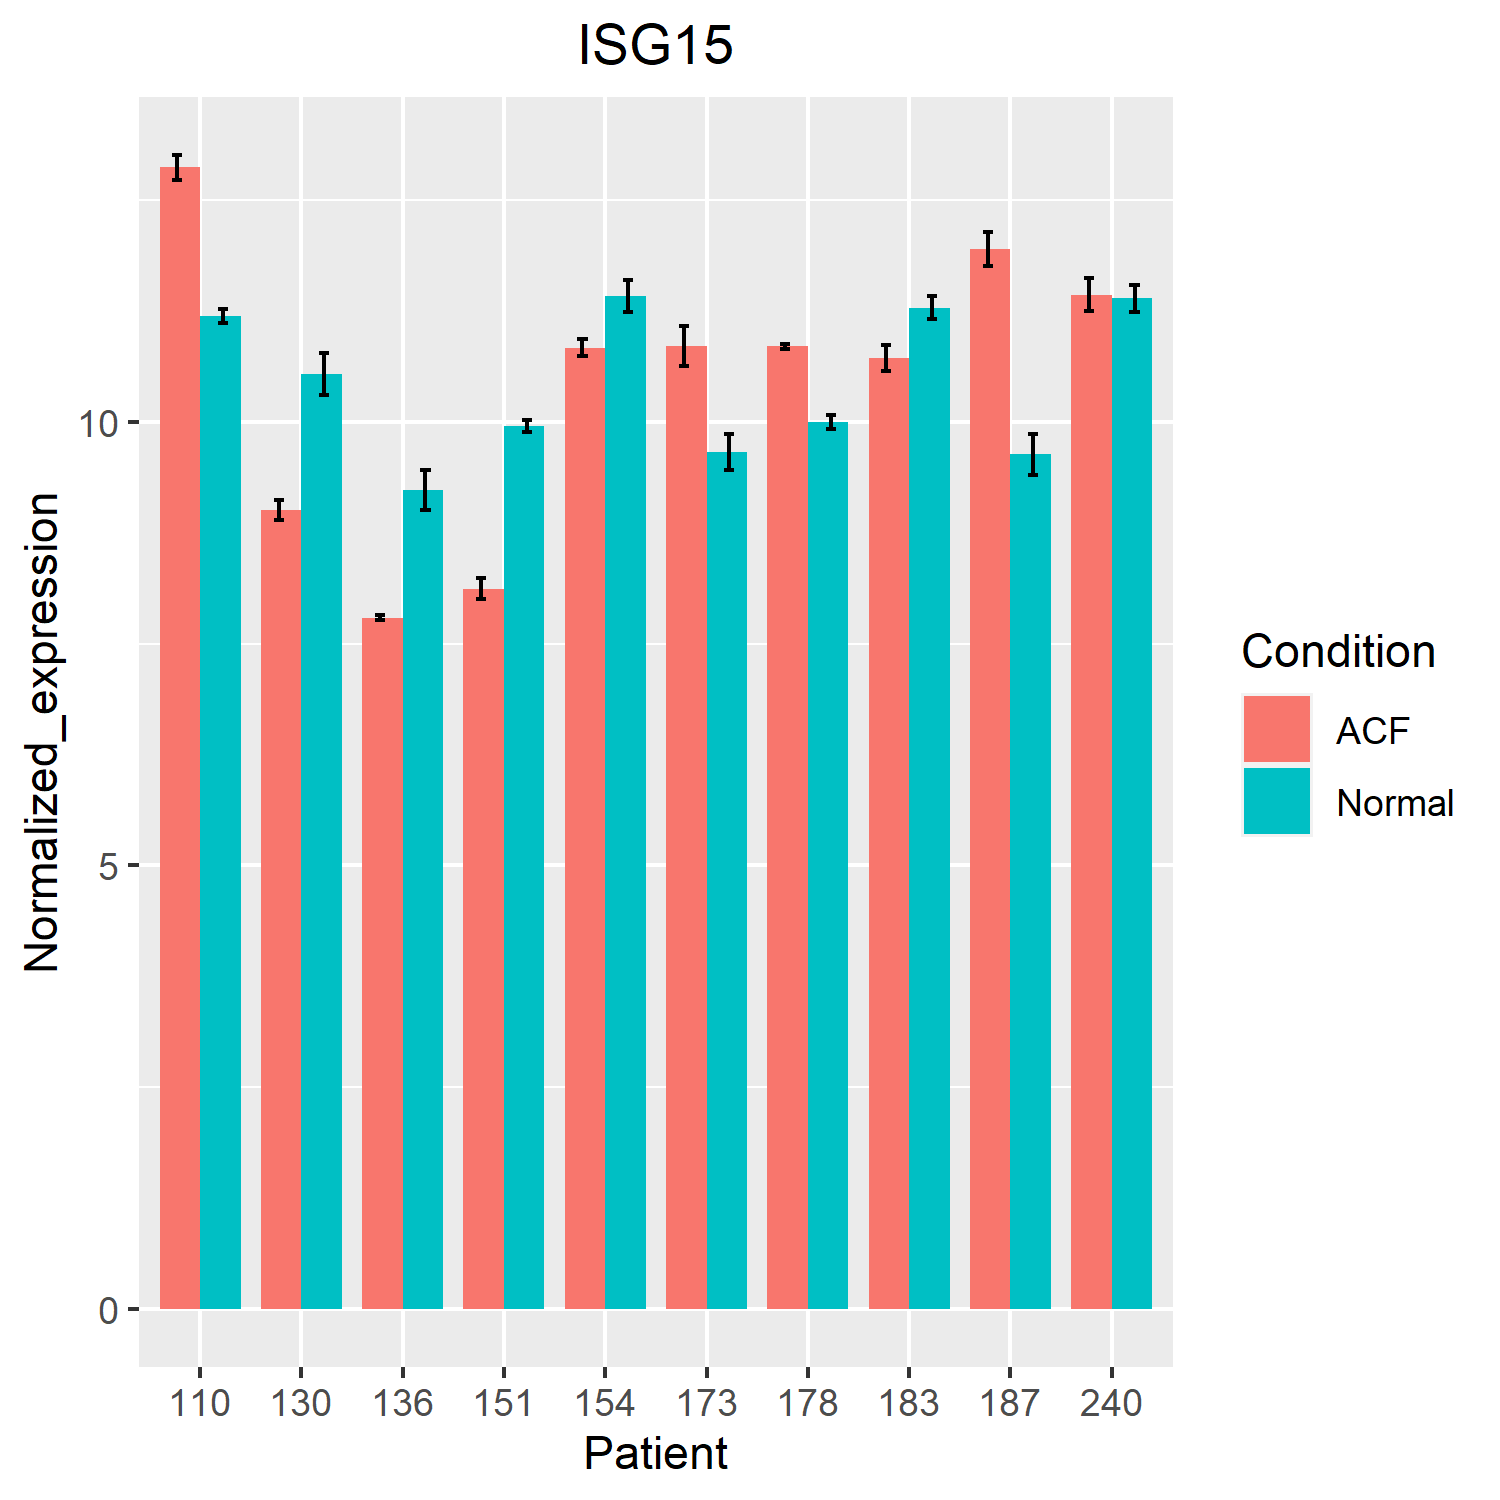 ISG15
Normalized_expression
10
5
0
110 130 136 151 154 173 178 183 187 240
Patient
Condition
ACF
Normal